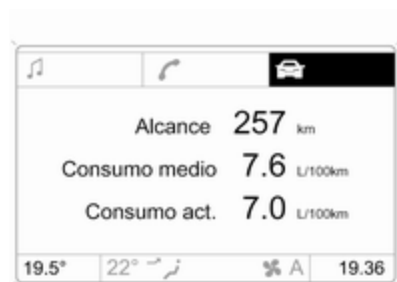 Alcance 257 km
Consumo medio 7.6 L/100km
Consumo act. 7.0 L/100km
19.5° 22° A 19.36